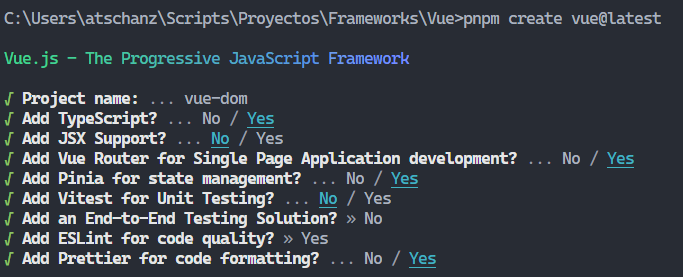 C:\Users\atschanz\Scripts\Proyectos\Frameworks\Vue>pnpm create vue@latest
Vue.js - The Progressive JavaScript Framework
√ Project name: ... vue-dom
√ Add TypeScript? ... No / Yes
√ Add JSX Support? ... No / Yes
√ Add Vue Router for Single Page Application development? ... No / Yes
√ Add Pinia for state management? ... No / Yes
√ Add Vitest for Unit Testing? ... No / Yes
√ Add an End-to-End Testing Solution? » No
√ Add ESLint for code quality? » Yes
√ Add Prettier for code formatting? ... No / Yes